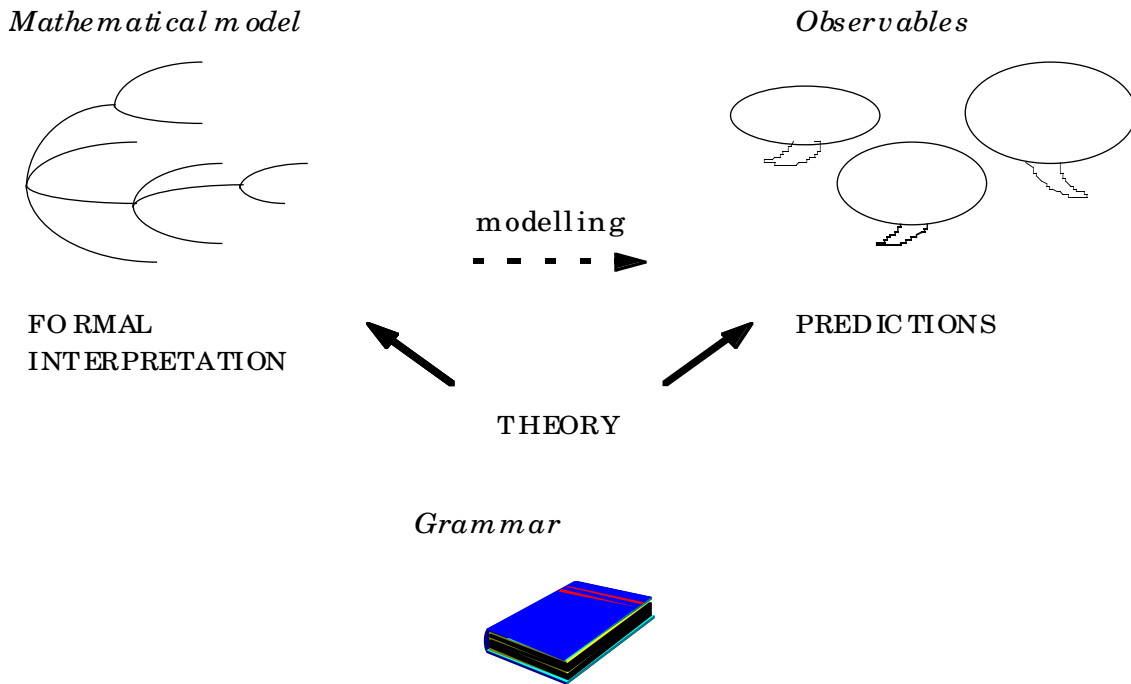 Mathematical model
Observables
modelling
FORMAL
INTERPRETATION
PREDICTIONS
THEORY
Grammar